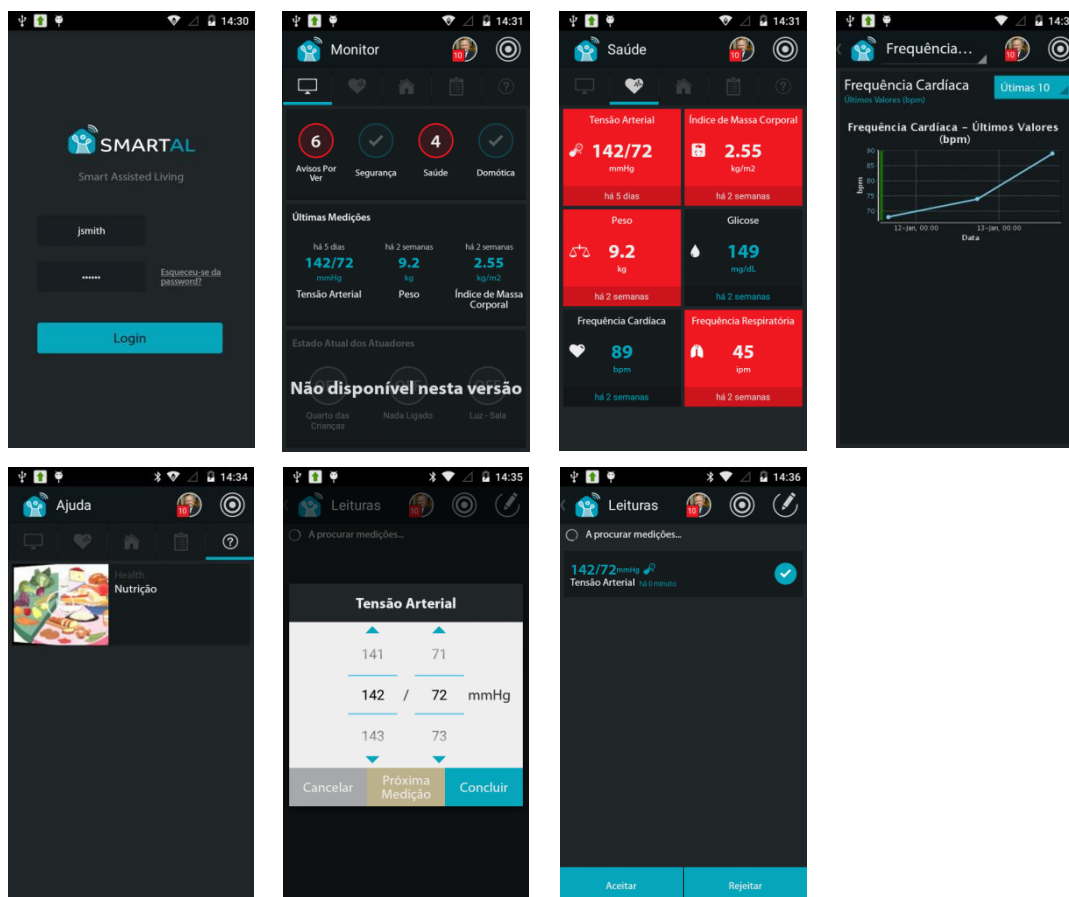 14:30
SMARTAL
Smart Assisted Living
jsmith
Esqueceu-se da
password?
Login
14:31
Monitor
10
6
4
Avisos Por
Ver
Segurança
Saúde
Domótica
Últimas Medições
há 5 dias
há 2 semanas
há 2 semanas
142/72
9.2
2.55
mmHg
kg
kg/m2
Tensão Arterial
Peso
Índice de Massa
Corporal
Estado Atual dos Atuadores
Não disponível nesta versão
Quarto das
Crianças
Nada Ligado
Luz - Sala
14:31
Saúde
10
Tensão Arterial
142/72
mmHg
há 5 dias
Índice de Massa Corporal
2.55
kg/m2
há 2 semanas
Peso
9.2
kg
há 2 semanas
Glicose
149
mg/dL
há 2 semanas
Frequência Cardíaca
89
bpm
há 2 semanas
Frequência Respiratória
45
ipm
há 2 semanas
Frequência...
10
Frequência Cardíaca
Últimos Valores (bpm)
Útimas 10
Frequência Cardíaca – Últimos Valores
(bpm)
90
85
80
75
70
bpm
12-Jan, 00:00
13-Jan, 00:00
Data
14:34
Ajuda
10
Health
Nutrição
14:35
Leituras
10
A procurar medições...
Tensão Arterial
141 71
142 / 72 mmHg
143 73
Cancelar
Próxima
Medição
Concluir
14:36
Leituras
10
A procurar medições...
142/72mmHg
Tensão Arterial há 0 minuto
Aceitar
Rejeitar